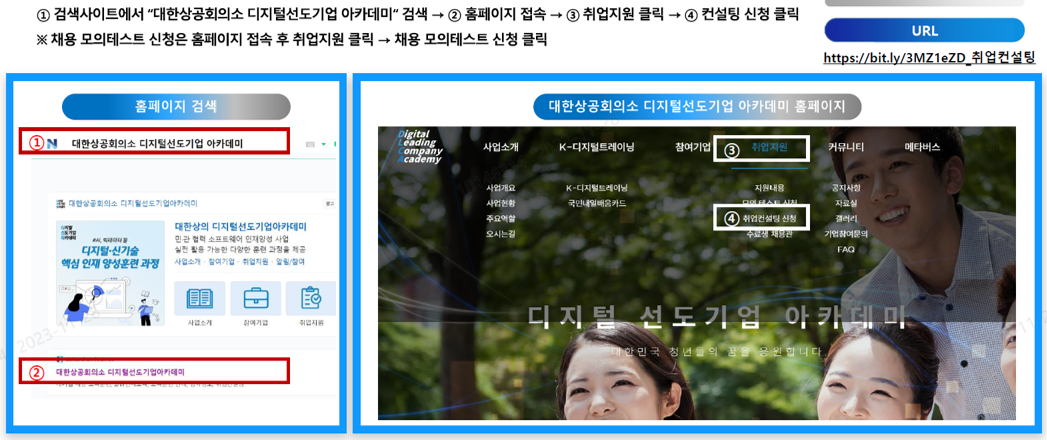 ① 검색사이트에서 “대한상공회의소 디지털선도기업 아카데미“ 검색 → ② 홈페이지 접속 → ③ 취업지원 클릭 → ④ 컨설팅 신청 클릭
※ 채용 모의테스트 신청은 홈페이지 접속 후 취업지원 클릭 → 채용 모의테스트 신청 클릭
URL
https://bit.ly/3MZ1eZD_취업컨설팅
홈페이지 검색
① N 대한상공회의소 디지털선도기업 아카데미
대한상공회의소 디지털선도기업아카데미
광고
#AI, 빅데이터 등
디지털·신기술
핵심 인재 양성훈련 과정
대한상의 디지털선도기업아카데미
민·관 협력 소프트웨어 인재양성 사업
실전 활용 가능한 다양한 훈련 과정을 제공
사업소개 · 참여기업 · 취업지원 · 알림/참여
사업소개 참여기업 취업지원
② 대한상공회의소 디지털선도기업아카데미
대한상공회의소 디지털선도기업 아카데미 홈페이지
Digital
Leading
Company
Academy
사업소개 K-디지털트레이닝 참여기업 ③ 취업지원 커뮤니티 메타버스
사업개요 K-디지털트레이닝 지원내용 공지사항
사업현황 국민내일배움카드 모의테스트 신청 자료실
주요역할 ④ 취업컨설팅 신청 갤러리
오시는길 수료생 채용관 기업참여문의
FAQ
디지털 선도기업 아카데미
대한민국 청년들의 꿈을 응원합니다.